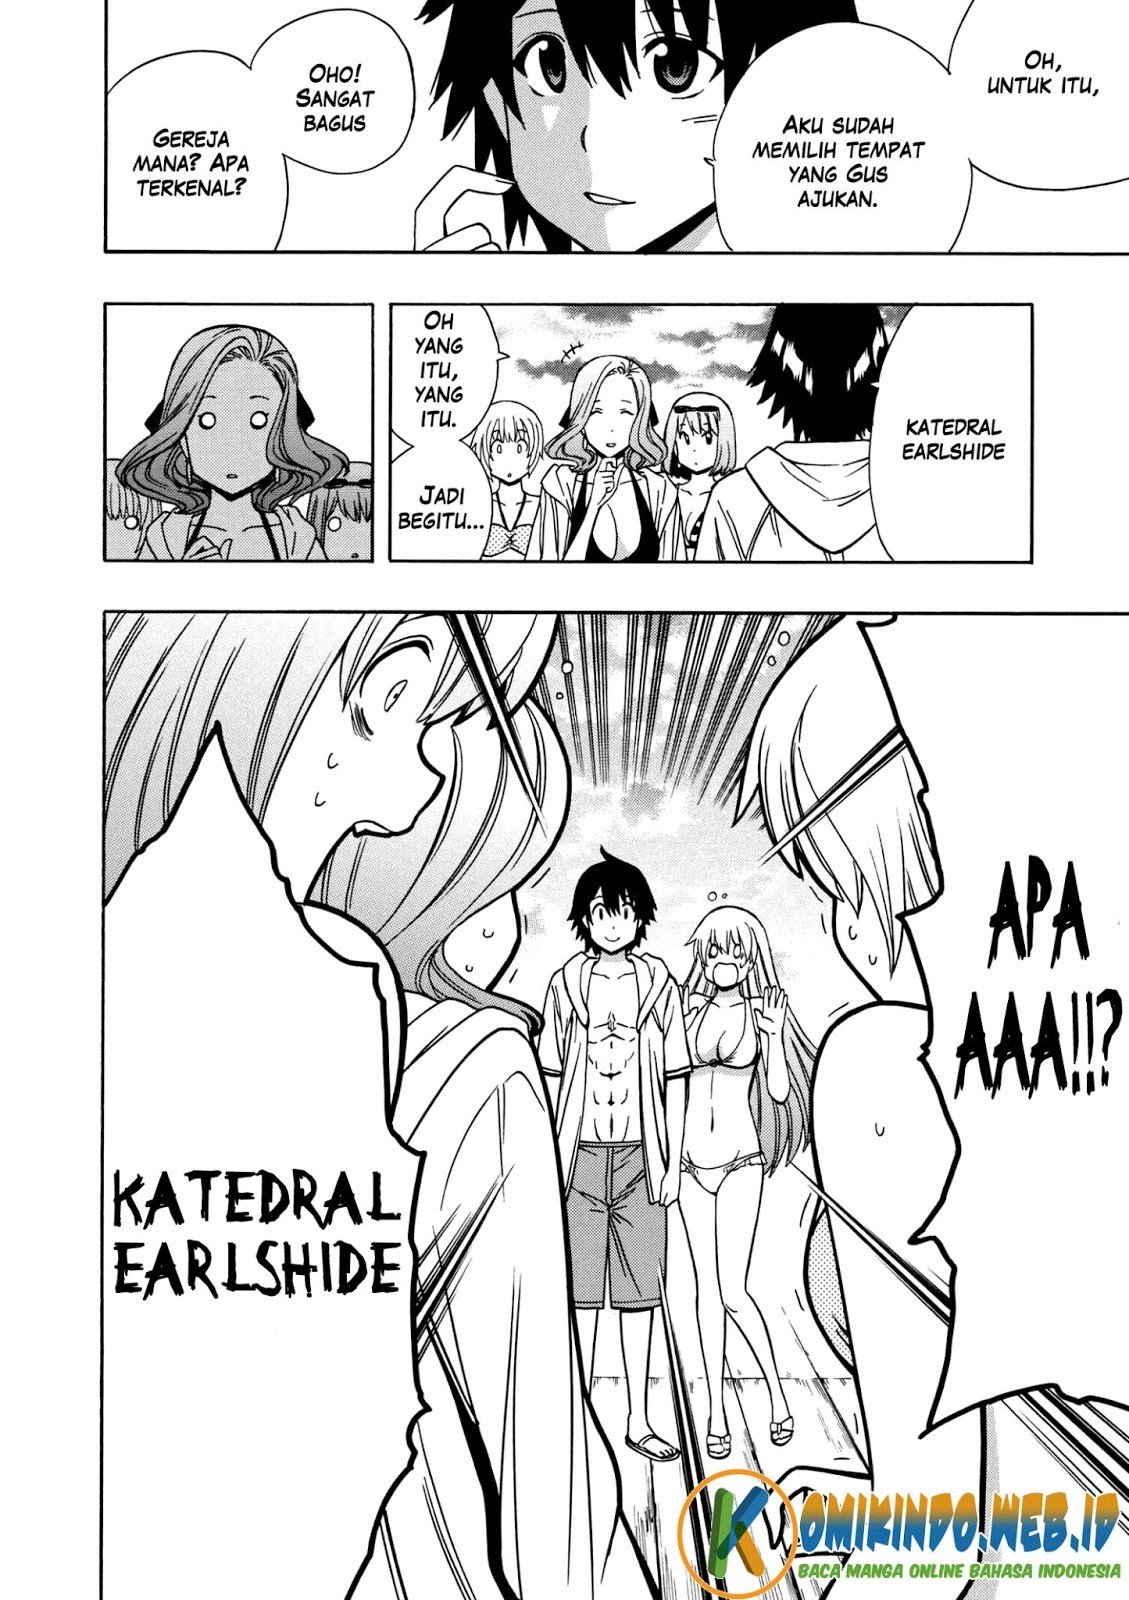 OH,
UNTUK ITU,
AKU SUDAH
MEMILIH TEMPAT
YANG GUS
AJUKAN.
OHO!
SANGAT
BAGUS
GEREJA
MANA? APA
TERKENAL?
KATEDRAL
EARLSHIDE
OH
YANG
ITU,
YANG
ITU.
JADI
BEGITU...
APA
AAA!!!?
KATEDRAL
EARLSHIDE
KOMIKINDO.WEB.ID
BACA MANGA ONLINE BAHASA INDONESIA